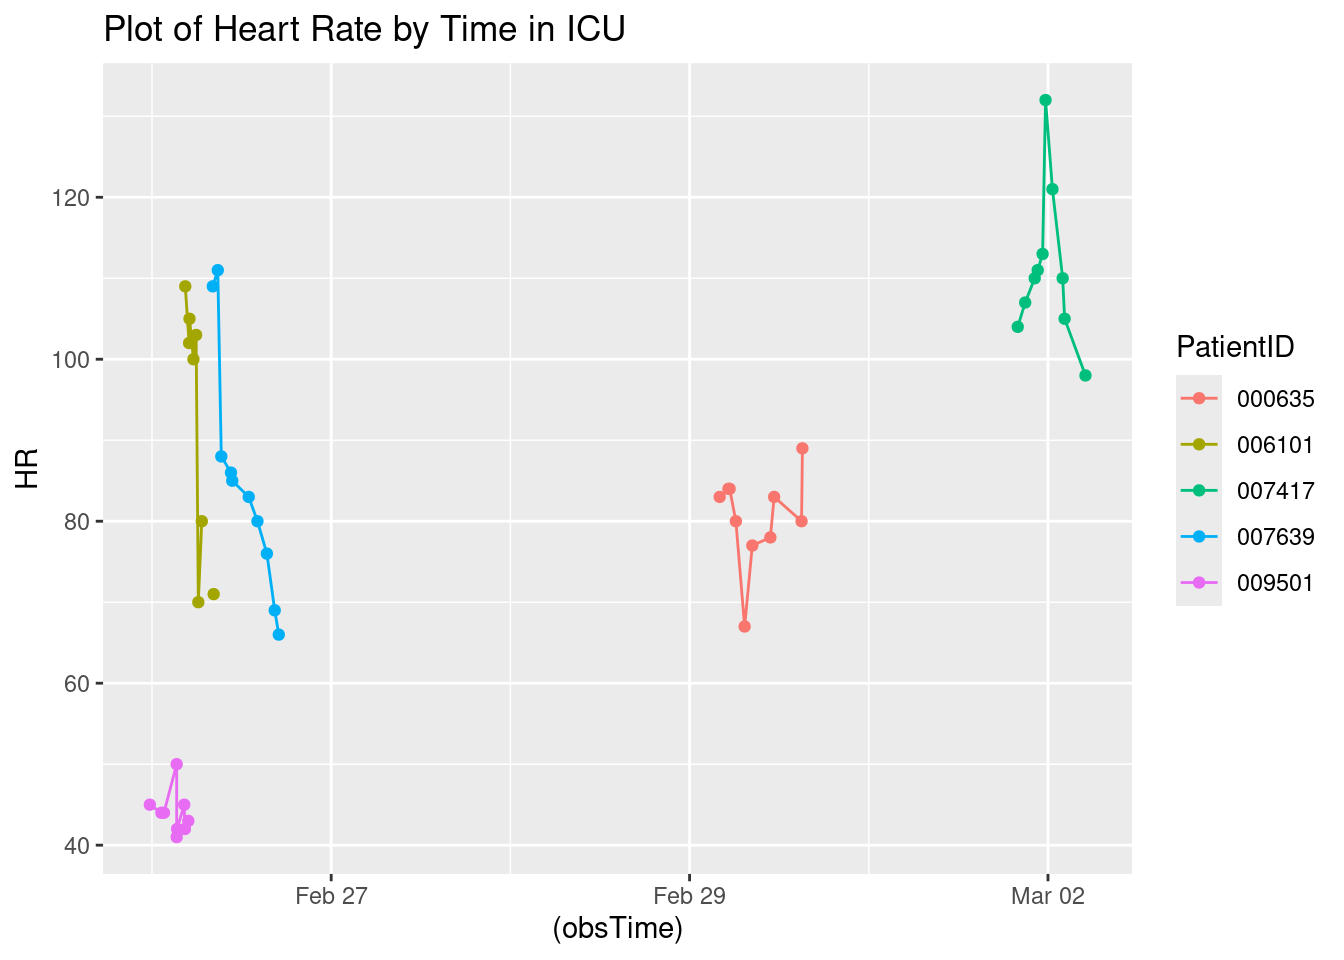 Plot of Heart Rate by Time in ICU
120
100
80
60
40
HR
Feb 27
Feb 29
Mar 02
(obsTime)
PatientID
000635
006101
007417
007639
009501